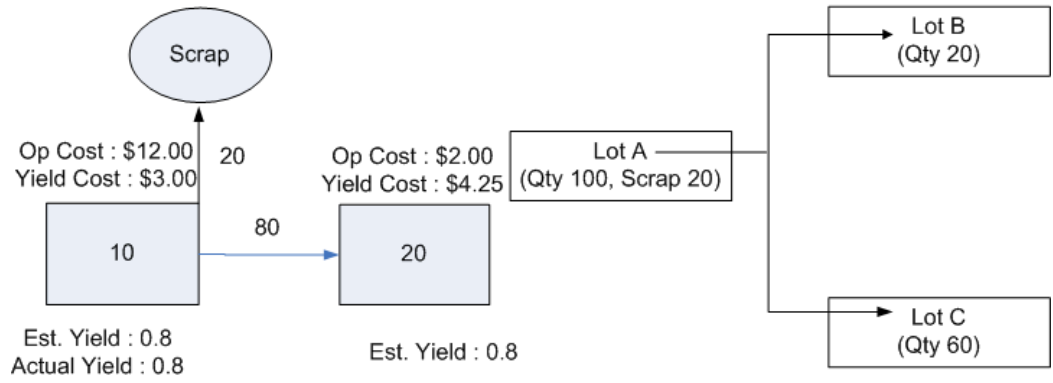 Scrap
Op Cost : $12.00
Yield Cost : $3.00
20
10
80
Est. Yield : 0.8
Actual Yield : 0.8
Op Cost : $2.00
Yield Cost : $4.25
20
Est. Yield : 0.8
Lot A
(Qty 100, Scrap 20)
Lot B
(Qty 20)
Lot C
(Qty 60)